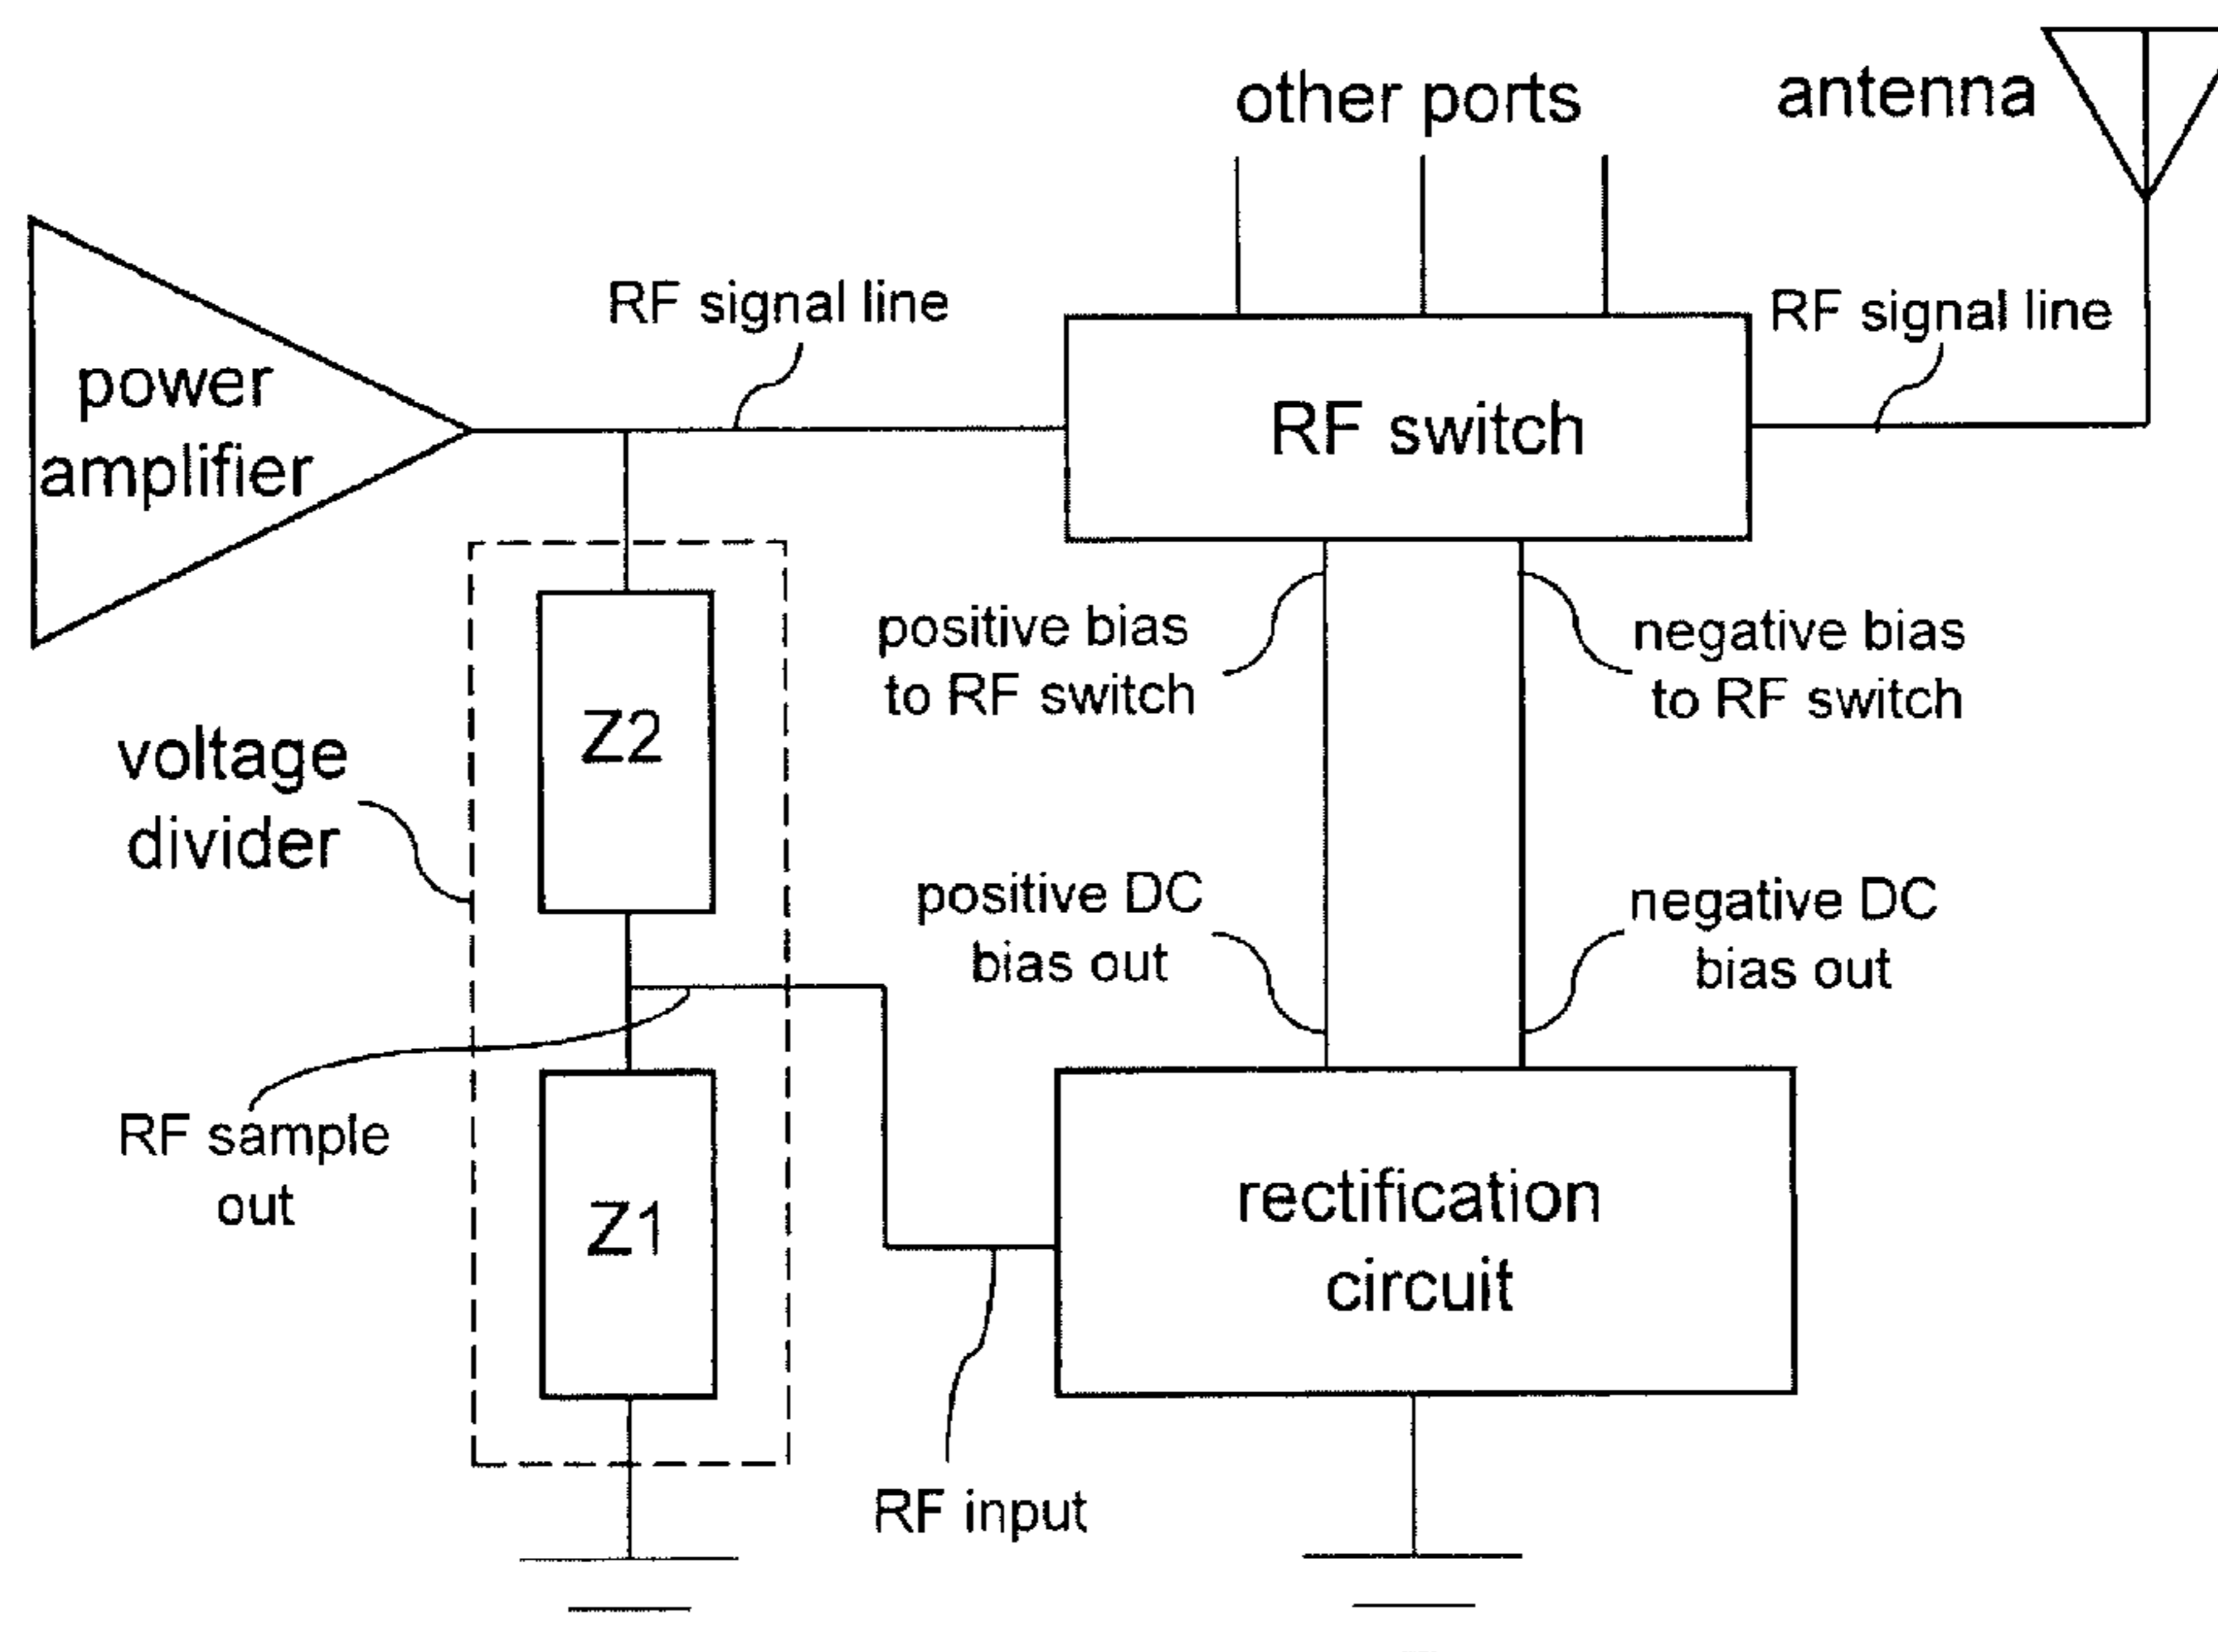 other ports
antenna
RF signal line
RF signal line
power
amplifier
RF switch
positive bias
to RF switch
negative bias
to RF switch
Z2
voltage
divider
positive DC
bias out
negative DC
bias out
RF sample
out
Z1
rectification
circuit
RF input